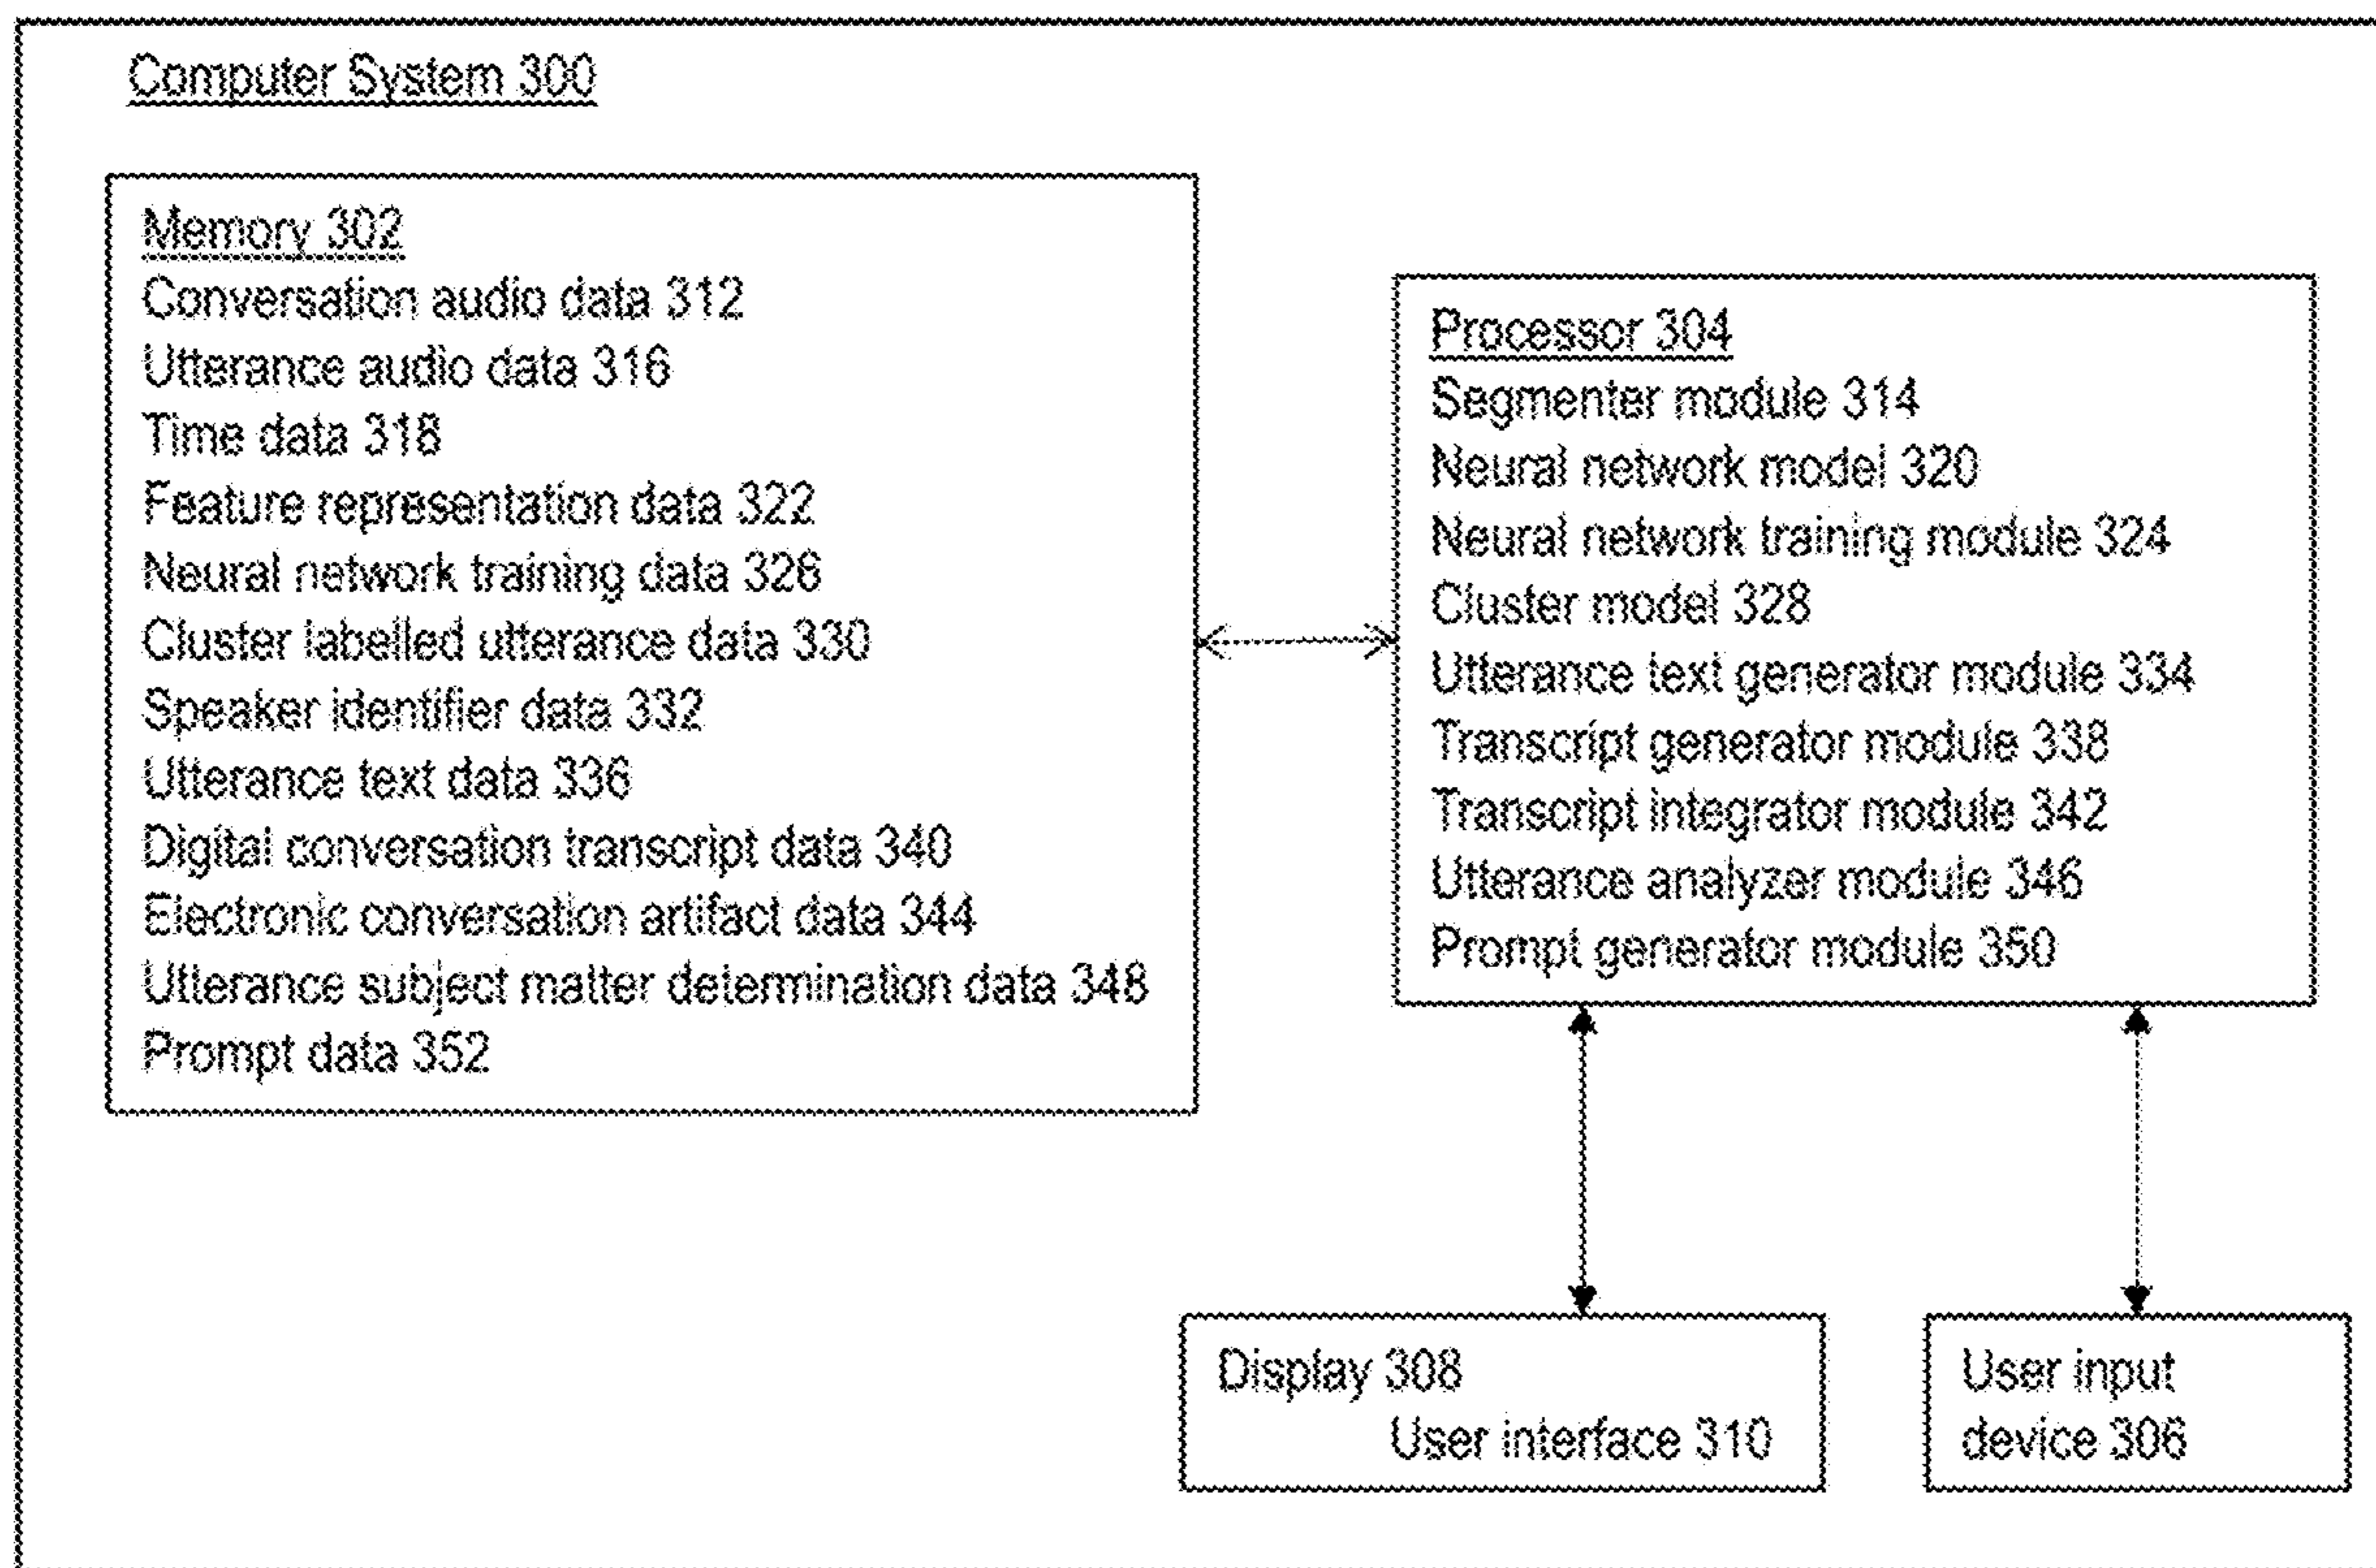 Computer System 300
Memory 302
Conversation audio data 312
Utterance audio data 316
Time data 318
Feature representation data 322
Neural network training data 326
Cluster labelled utterance data 330
Speaker identifier data 332
Utterance text data 336
Digital conversation transcript data 340
Electronic conversation artifact data 344
Utterance subject matter determination data 348
Prompt data 352
Processor 304
Segmenter module 314
Neural network model 320
Neural network training module 324
Cluster model 328
Utterance text generator module 334
Transcript generator module 338
Transcript integrator module 342
Utterance analyzer module 346
Prompt generator module 350
Display 308
User interface 310
User input
device 306